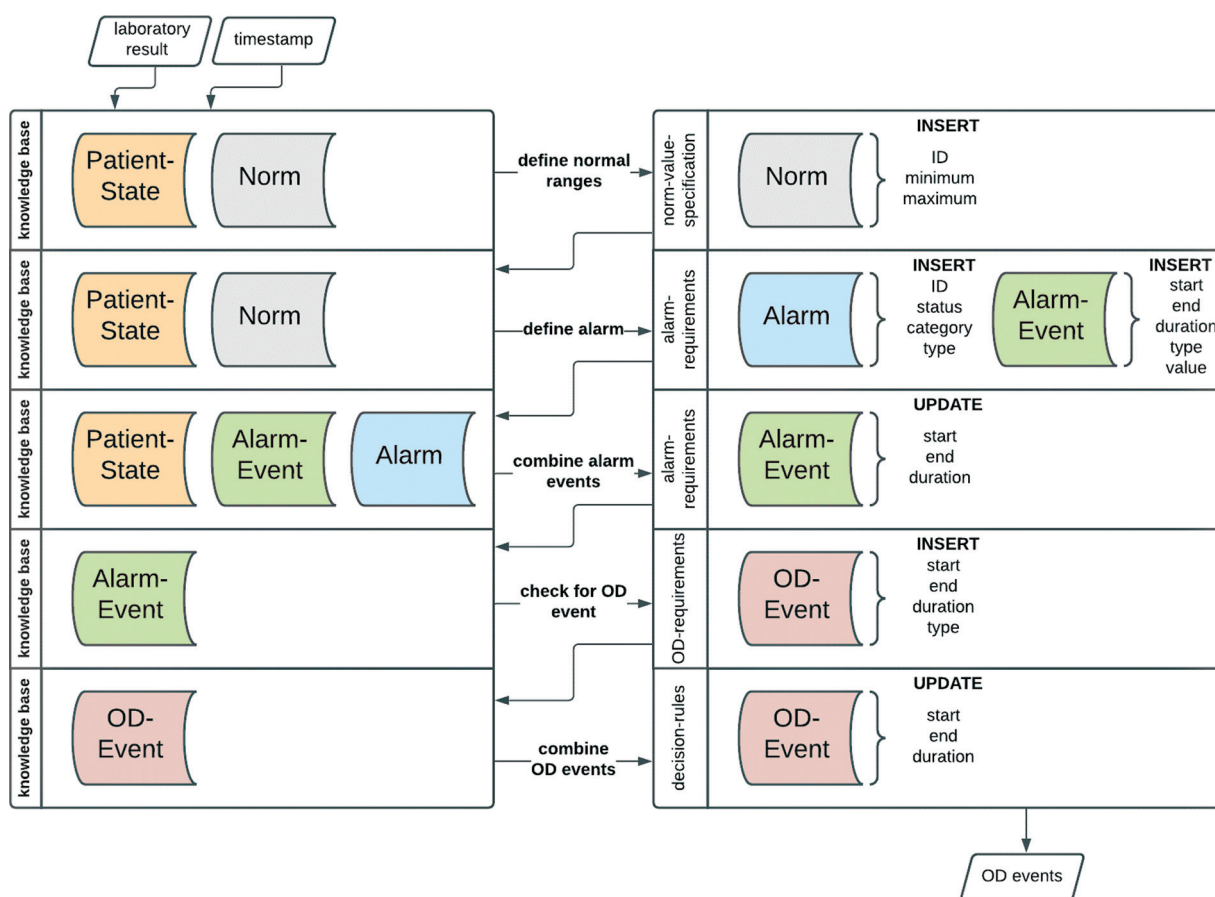 laboratory
result
timestamp
knowledge base
Patient-
State
Norm
define normal
ranges
norm-value-
specification
Norm
INSERT
ID
minimum
maximum
knowledge base
Patient-
State
Norm
define alarm
alarm-
requirements
Alarm
INSERT
ID
status
category
type
Alarm-
Event
INSERT
start
end
duration
type
value
knowledge base
Patient-
State
Alarm-
Event
Alarm
combine alarm
events
alarm-
requirements
Alarm-
Event
UPDATE
start
end
duration
knowledge base
Alarm-
Event
check for OD
event
OD-requirements
OD-
Event
INSERT
start
end
duration
type
knowledge base
OD-
Event
combine
OD events
decision-rules
OD-
Event
UPDATE
start
end
duration
OD events